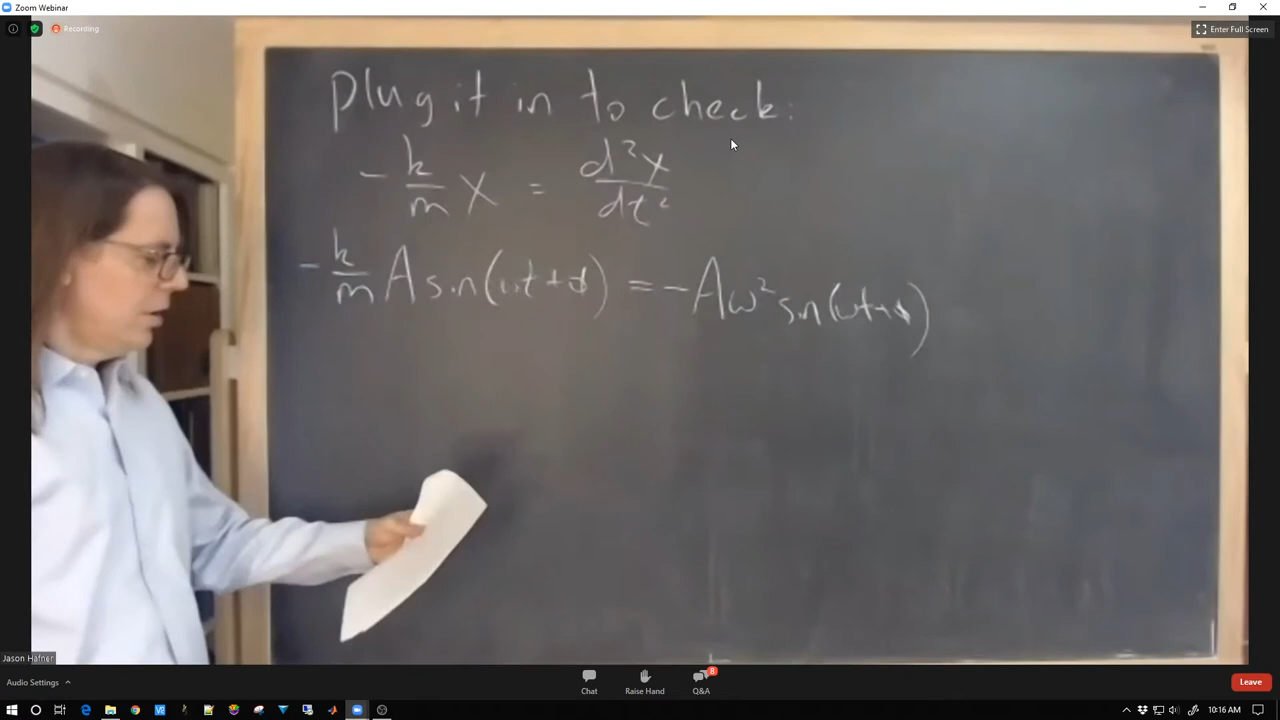 Zoom Webinar
Recording
Enter Full Screen
Plug it in to check:
-k/m x = d²x/dt²
-k/m A sin(ωt+ϕ) = -Aω² sin(ωt+ϕ)
Jason Hafner
Audio Settings
Chat
Raise Hand
8
Q&A
Leave
10:16 AM